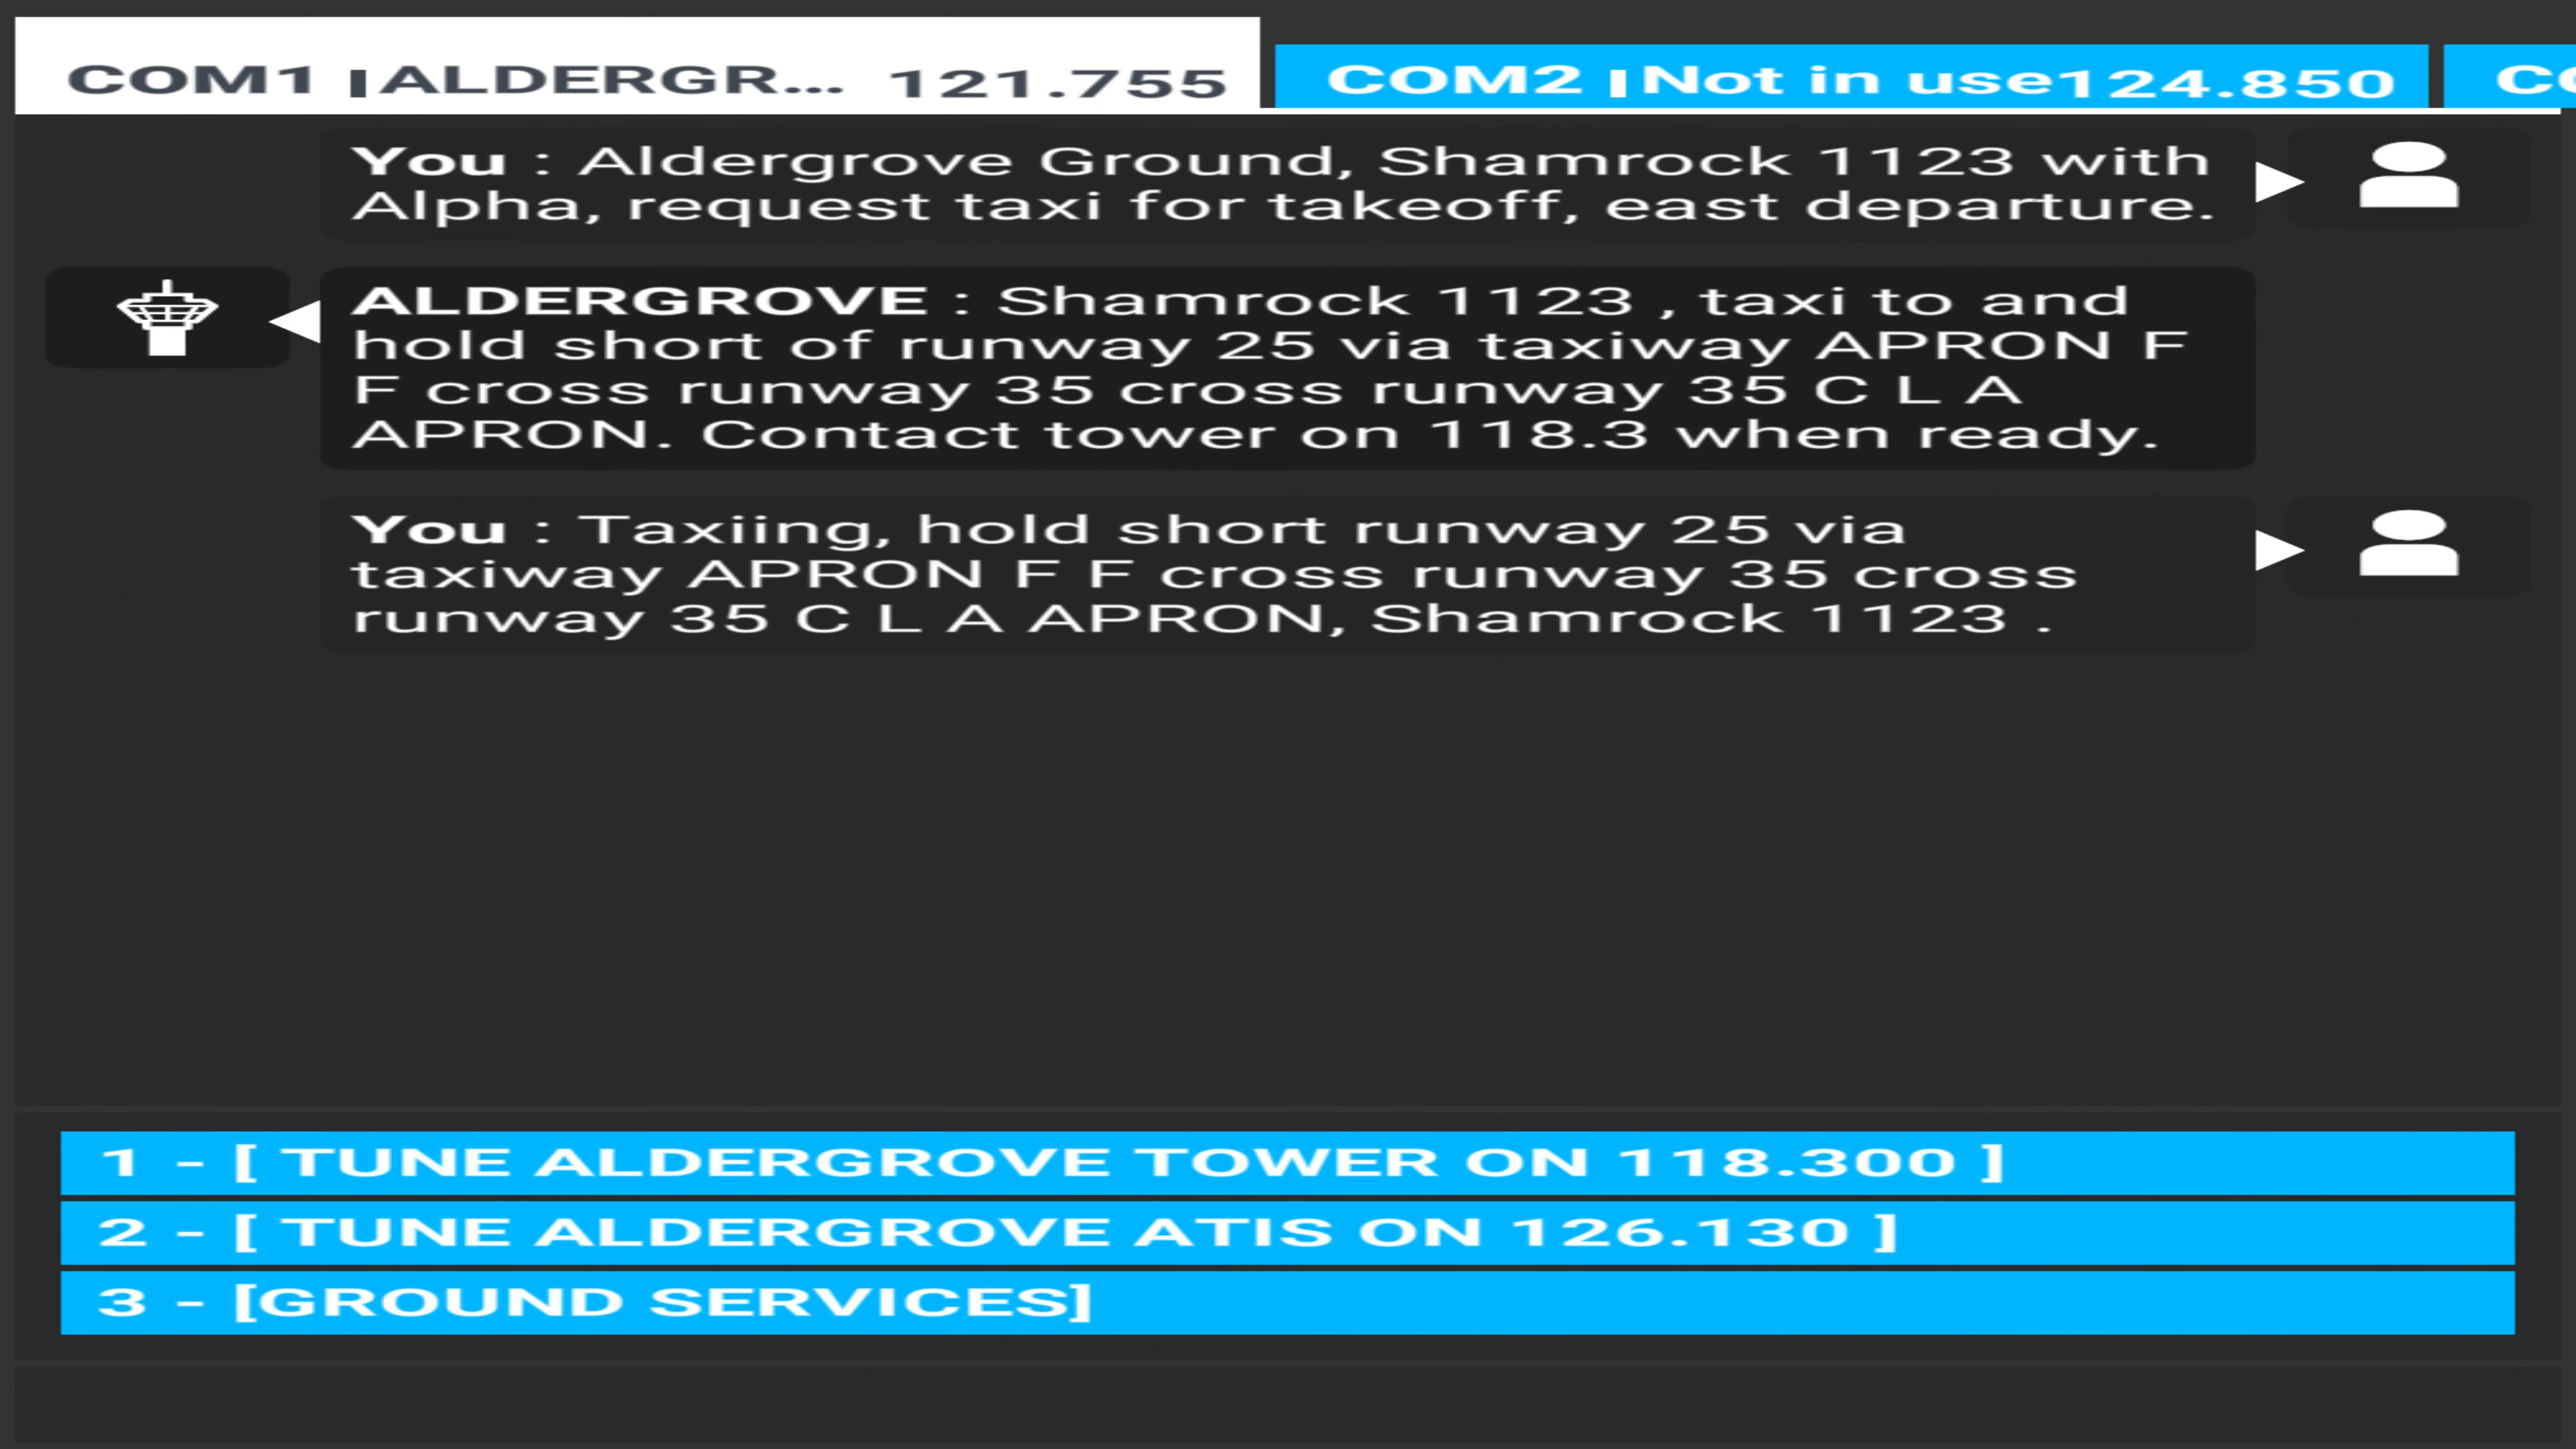 COM1 |ALDERGR... 121.755
COM2 |Not in use124.850
You : Aldergrove Ground, Shamrock 1123 with
Alpha, request taxi for takeoff, east departure.
ALDERGROVE : Shamrock 1123 , taxi to and
hold short of runway 25 via taxiway APRON F
F cross runway 35 cross runway 35 C L A
APRON. Contact tower on 118.3 when ready.
You : Taxiing, hold short runway 25 via
taxiway APRON F F cross runway 35 cross
runway 35 C L A APRON, Shamrock 1123 .
1 - [ TUNE ALDERGROVE TOWER ON 118.300 ]
2 - [ TUNE ALDERGROVE ATIS ON 126.130 ]
3 - [GROUND SERVICES]